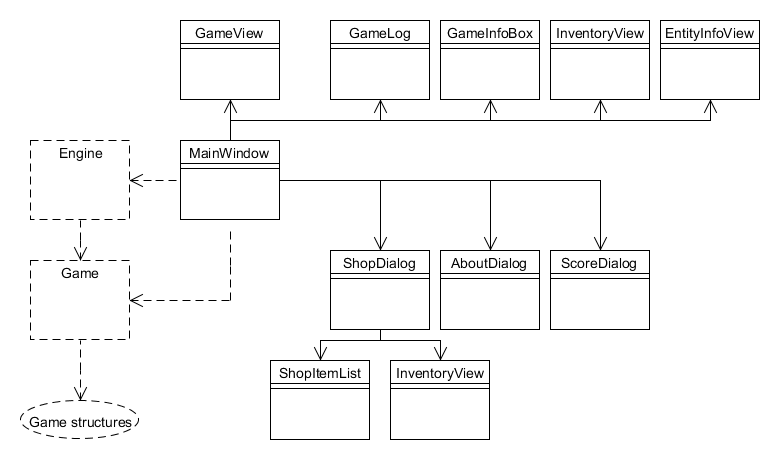 GameView
GameLog
GameInfoBox
InventoryView
EntityInfoView
Engine
MainWindow
Game
ShopDialog
AboutDialog
ScoreDialog
ShopItemList
InventoryView
Game structures